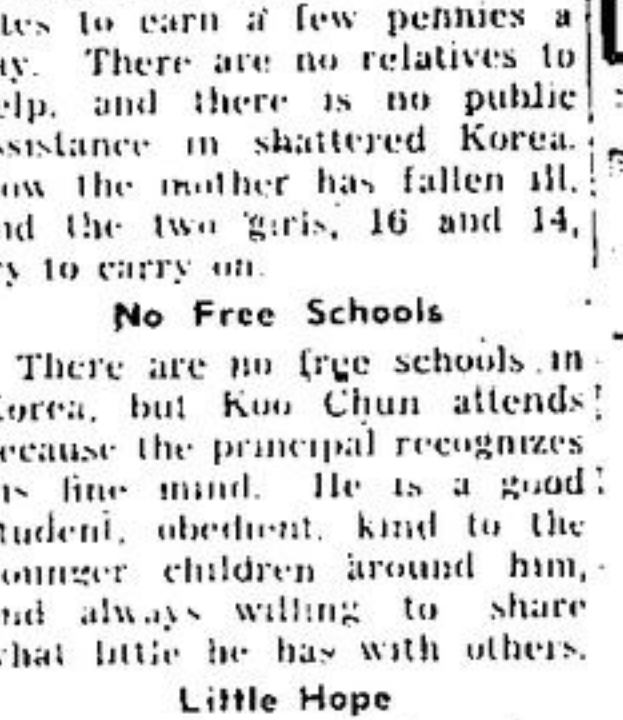 to earn a few pennies a
There are no relatives to
and there is no public
in shattered Korea.
the mother has fallen ill,
the two girls, 16 and 14,
to carry on.
No Free Schools
There are no free schools in
but Koo Chun attends
the principal recognizes
fine mind. He is a good
obedient, kind to the
children around him,
always willing to share
little he has with others.
Little Hope